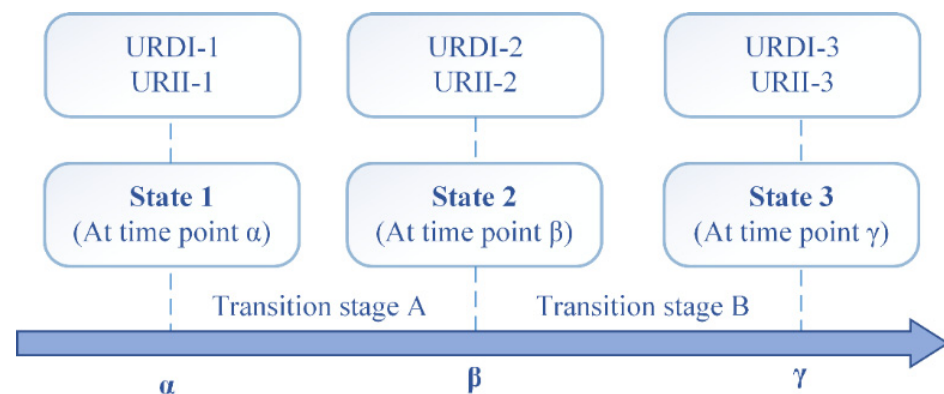 URDI-1
URII-1
URDI-2
URII-2
URDI-3
URII-3
State 1
(At time point α)
State 2
(At time point β)
State 3
(At time point γ)
Transition stage A
Transition stage B
α
β
γ